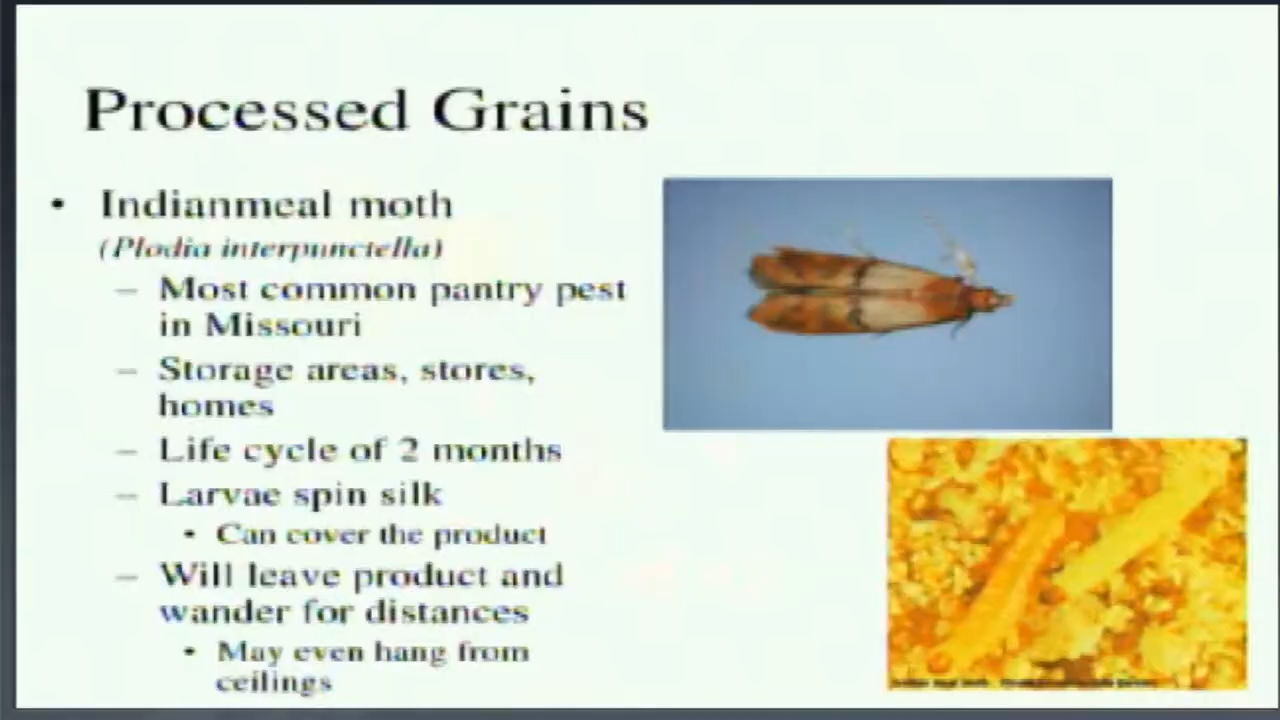 Processed Grains
• Indianmeal moth
(Plodia interpunctella)
– Most common pantry pest
in Missouri
– Storage areas, stores,
homes
– Life cycle of 2 months
– Larvae spin silk
• Can cover the product
– Will leave product and
wander for distances
• May even hang from
ceilings